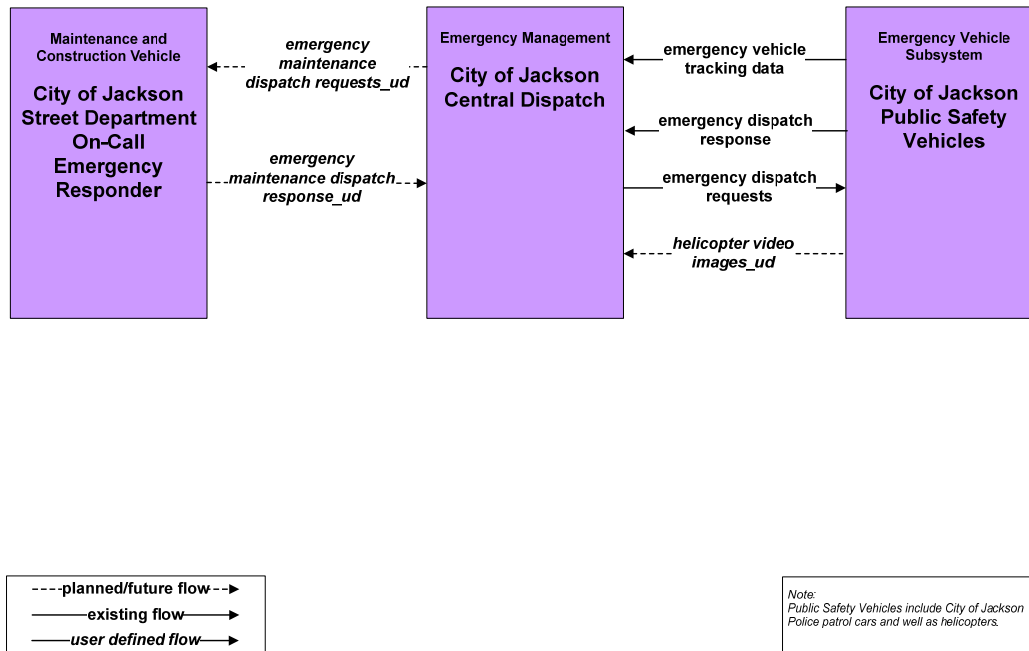 Maintenance and
Construction Vehicle
City of Jackson
Street Department
On-Call
Emergency
Responder
emergency
maintenance
dispatch requests_ud
emergency
maintenance dispatch
response_ud
Emergency Management
City of Jackson
Central Dispatch
emergency vehicle
tracking data
emergency dispatch
response
emergency dispatch
requests
helicopter video
images_ud
Emergency Vehicle
Subsystem
City of Jackson
Public Safety
Vehicles
planned/future flow
existing flow
user defined flow
Note:
Public Safety Vehicles include City of Jackson
Police patrol cars and well as helicopters.